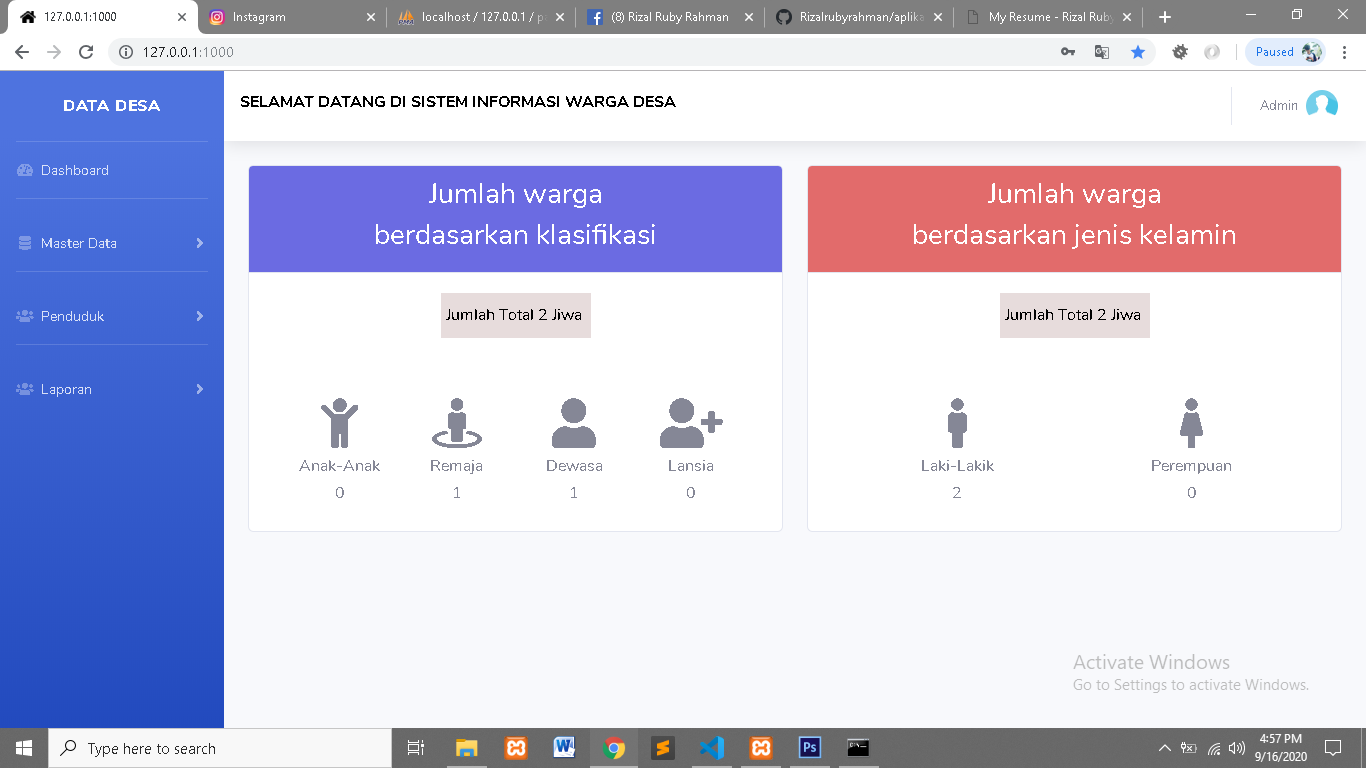 127.0.0.1:1000
Instagram
localhost / 127.0.0.1 / p
(8) Rizal Ruby Rahman
Rizalrubyrahman/aplika
My Resume - Rizal Ruby
127.0.0.1:1000
Paused
DATA DESA
SELAMAT DATANG DI SISTEM INFORMASI WARGA DESA
Admin
Dashboard
Master Data
Penduduk
Laporan
Jumlah warga
berdasarkan klasifikasi
Jumlah Total 2 Jiwa
Anak-Anak
Remaja
Dewasa
Lansia
0
1
1
0
Jumlah warga
berdasarkan jenis kelamin
Jumlah Total 2 Jiwa
Laki-Lakik
Perempuan
2
0
Activate Windows
Go to Settings to activate Windows.
Type here to search
Ps
4:57 PM
9/16/2020